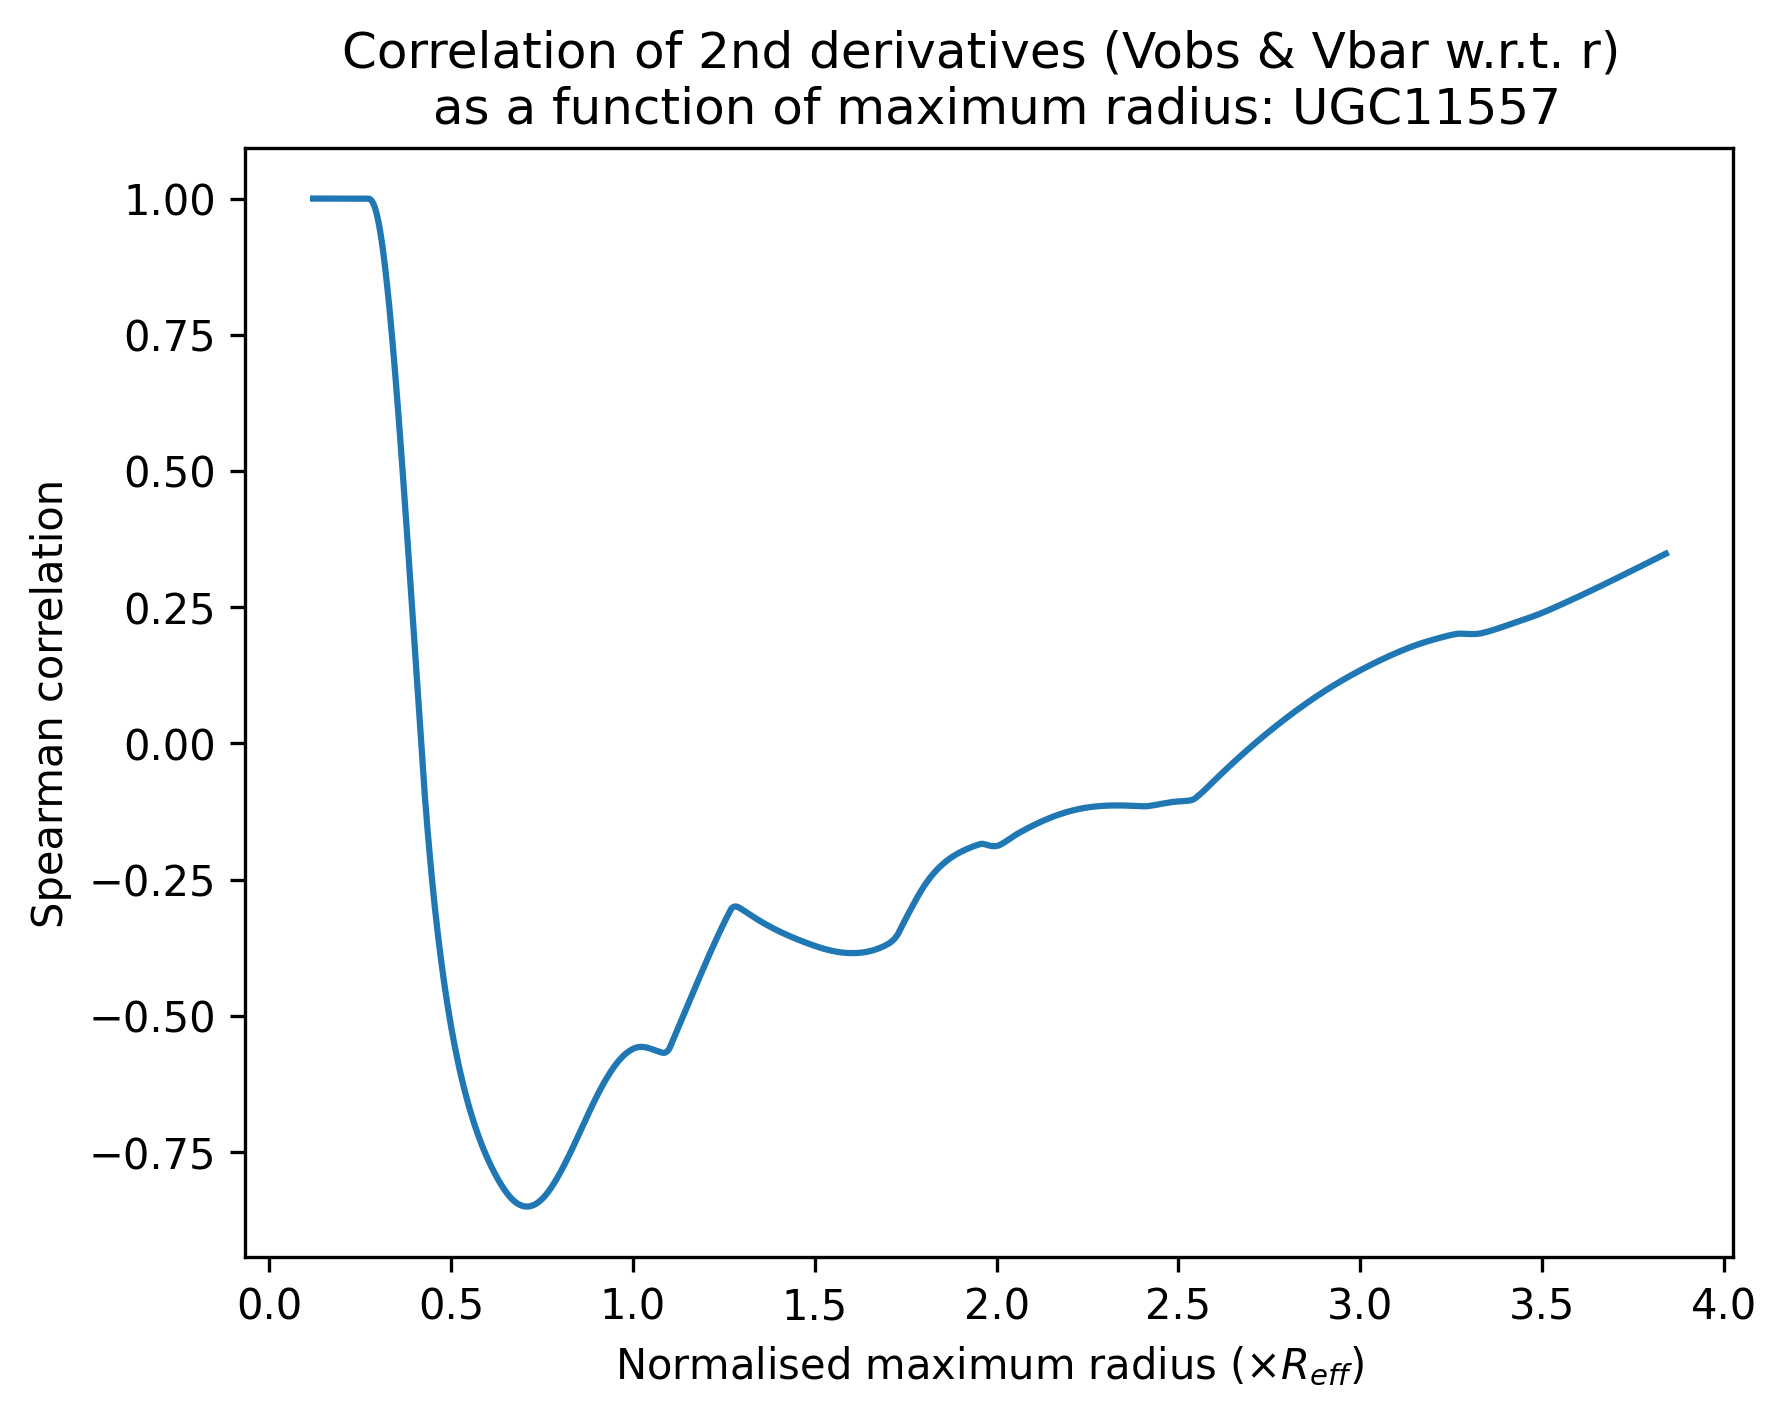 Correlation of 2nd derivatives (Vobs & Vbar w.r.t. r)
as a function of maximum radius: UGC11557
1.00
0.75
0.50
0.25
0.00
−0.25
−0.50
−0.75
Spearman correlation
0.0 0.5 1.0 1.5 2.0 2.5 3.0 3.5 4.0
Normalised maximum radius (×R_eff)